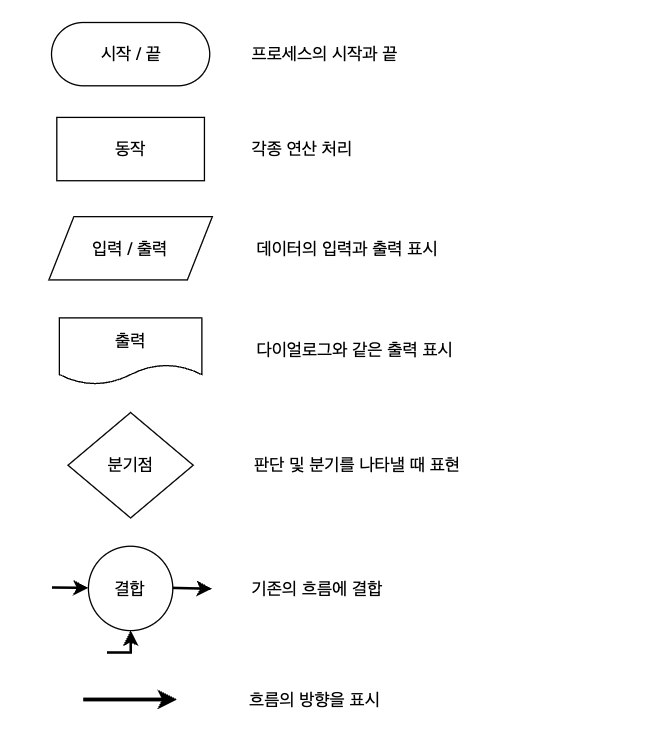 시작 / 끝 프로세스의 시작과 끝
동작 각종 연산 처리
입력 / 출력 데이터의 입력과 출력 표시
출력 다이얼로그와 같은 출력 표시
분기점 판단 및 분기를 나타낼 때 표현
결합 기존의 흐름에 결합
흐름의 방향을 표시